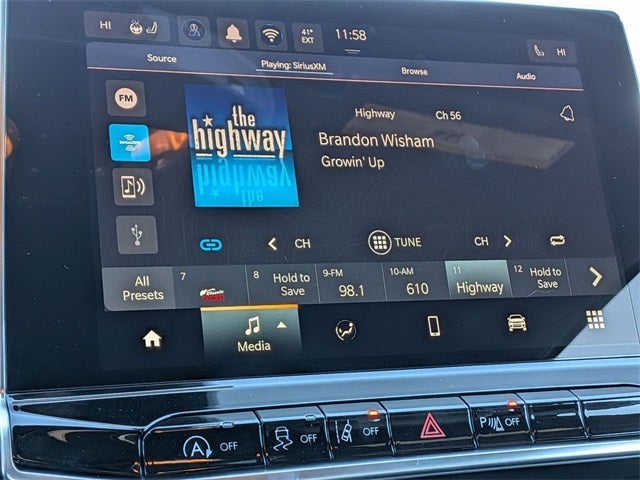 HI
41°
EXT
11:58
HI
Source
Playing: SiriusXM
Browse
Audio
FM
SiriusXM
the
highway
Highway
Ch 56
Brandon Wisham
Growin' Up
CH
TUNE
CH
All
Presets
7
8
Hold to
Save
9-FM
98.1
10-AM
610
11
Highway
12
Hold to
Save
Media
A OFF
OFF
OFF
P OFF